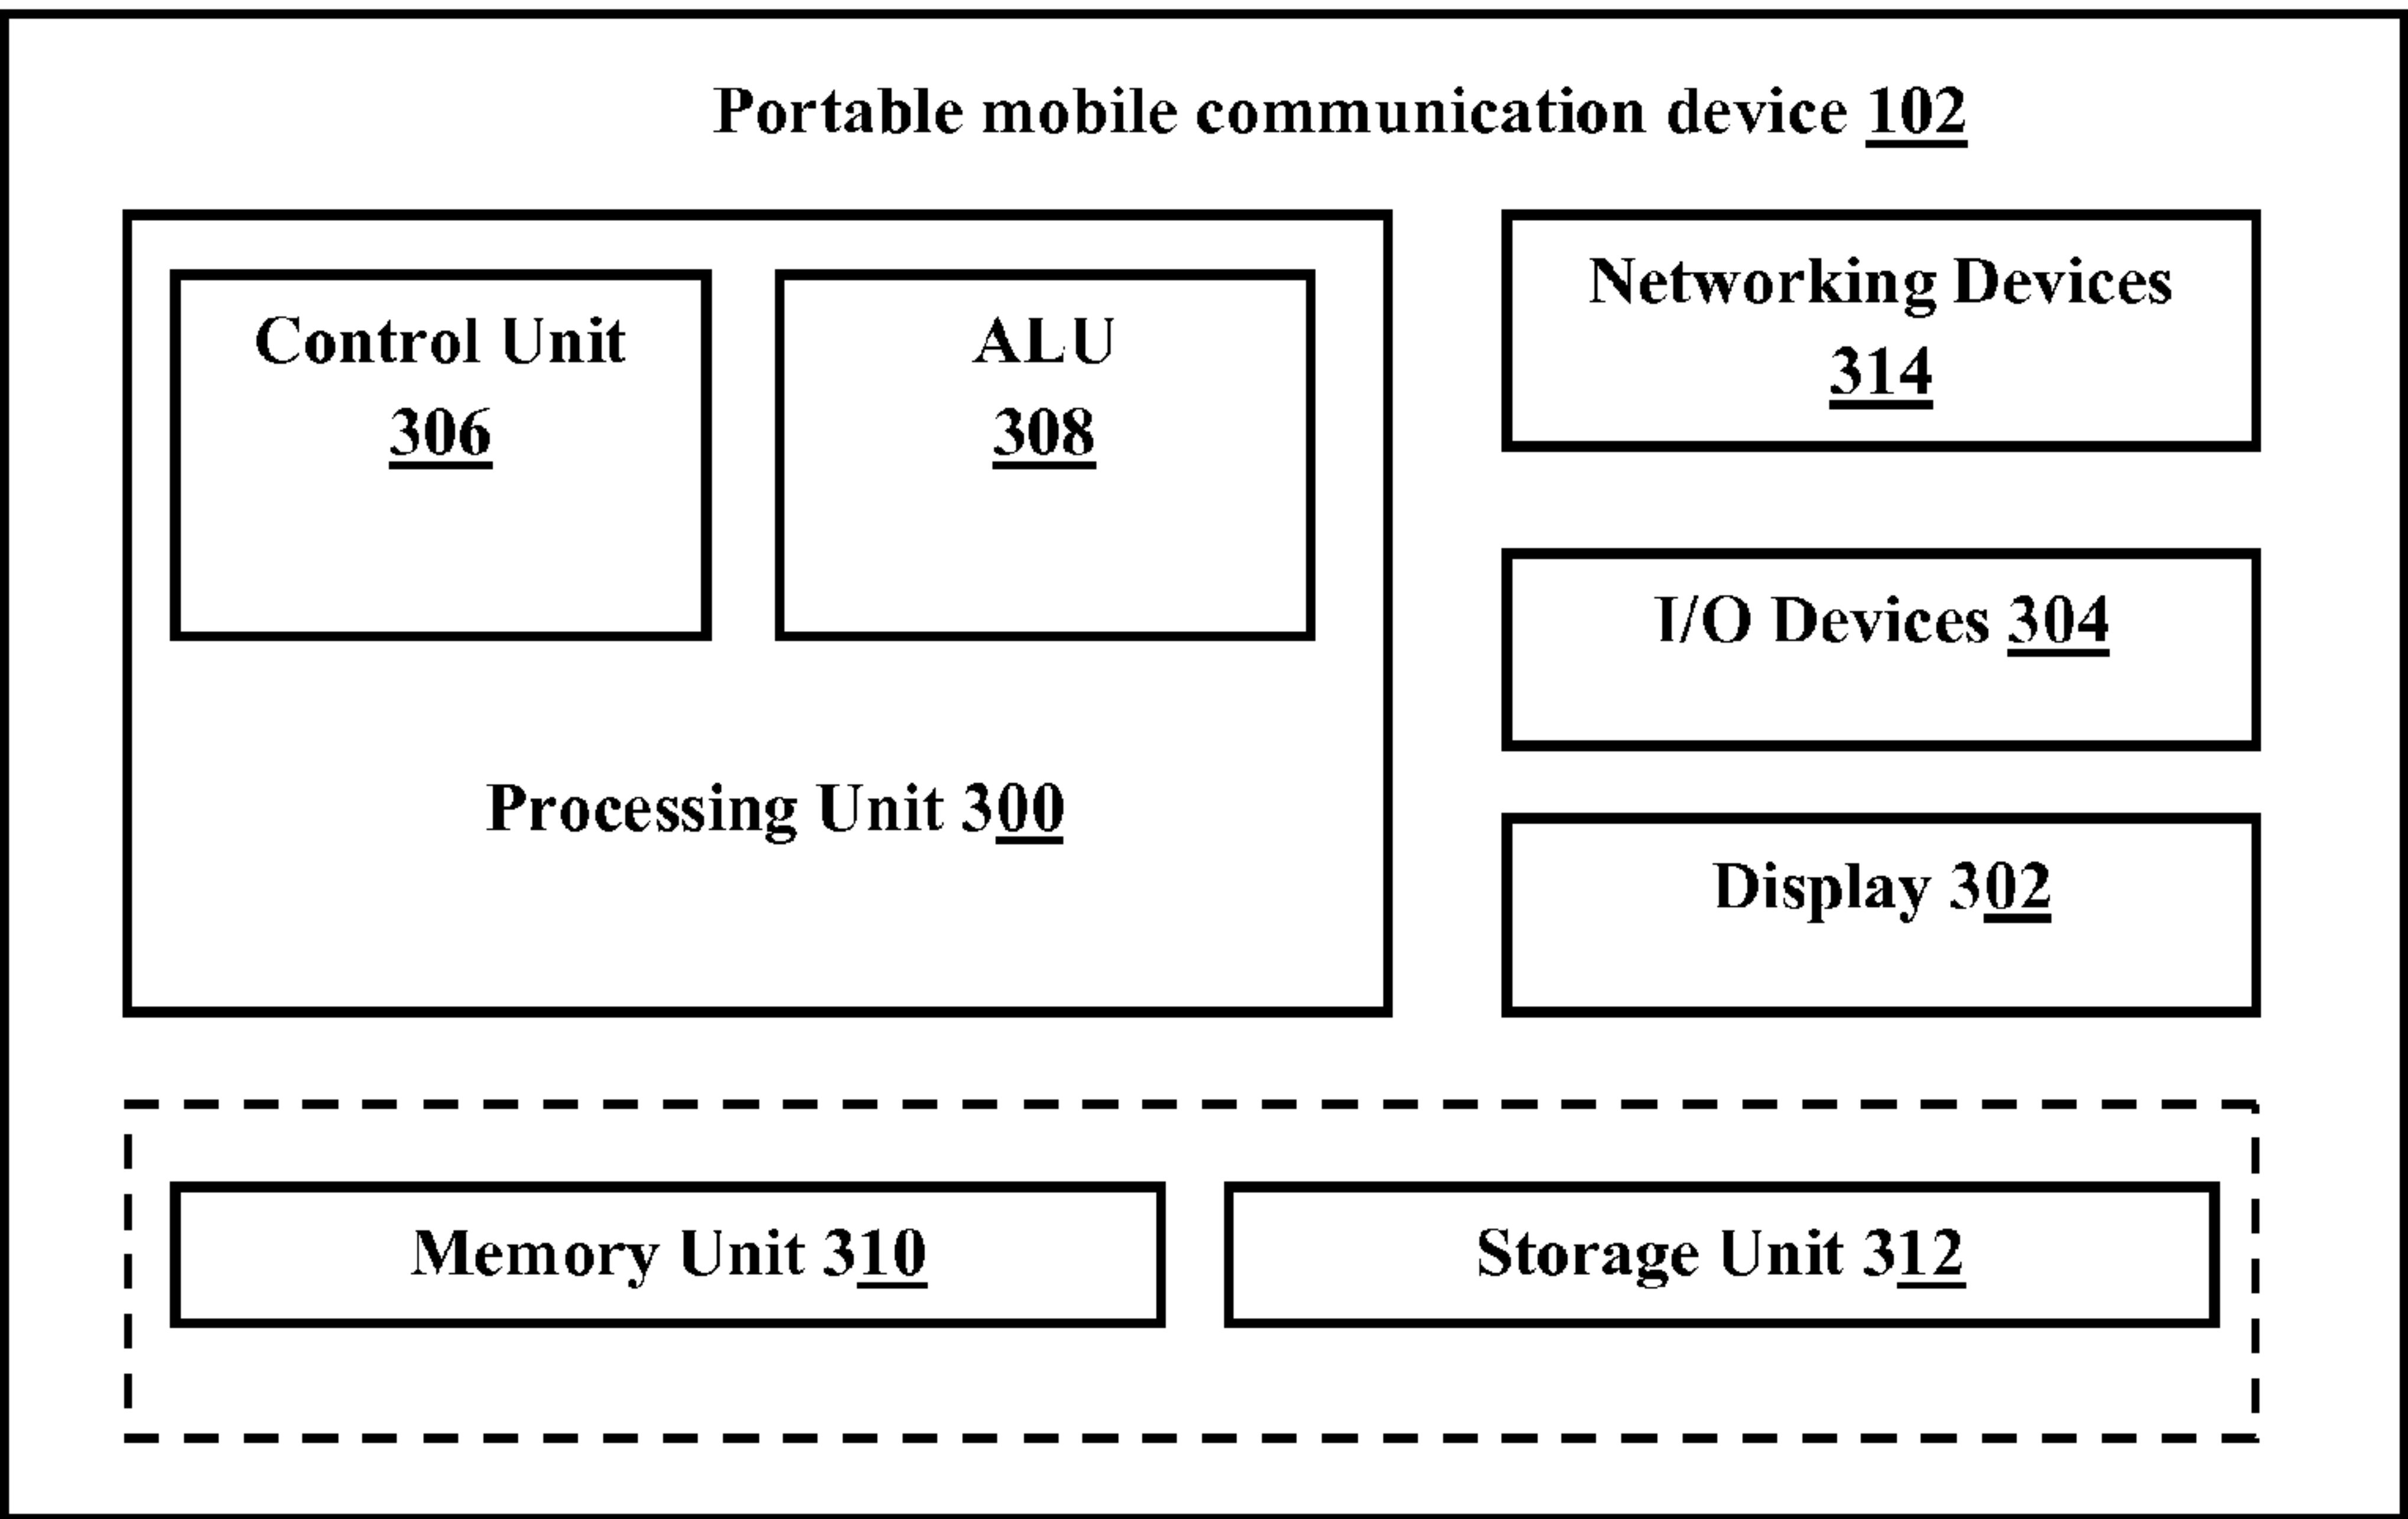 Portable mobile communication device 102
Control Unit
306
ALU
308
Processing Unit 300
Networking Devices
314
I/O Devices 304
Display 302
Memory Unit 310
Storage Unit 312